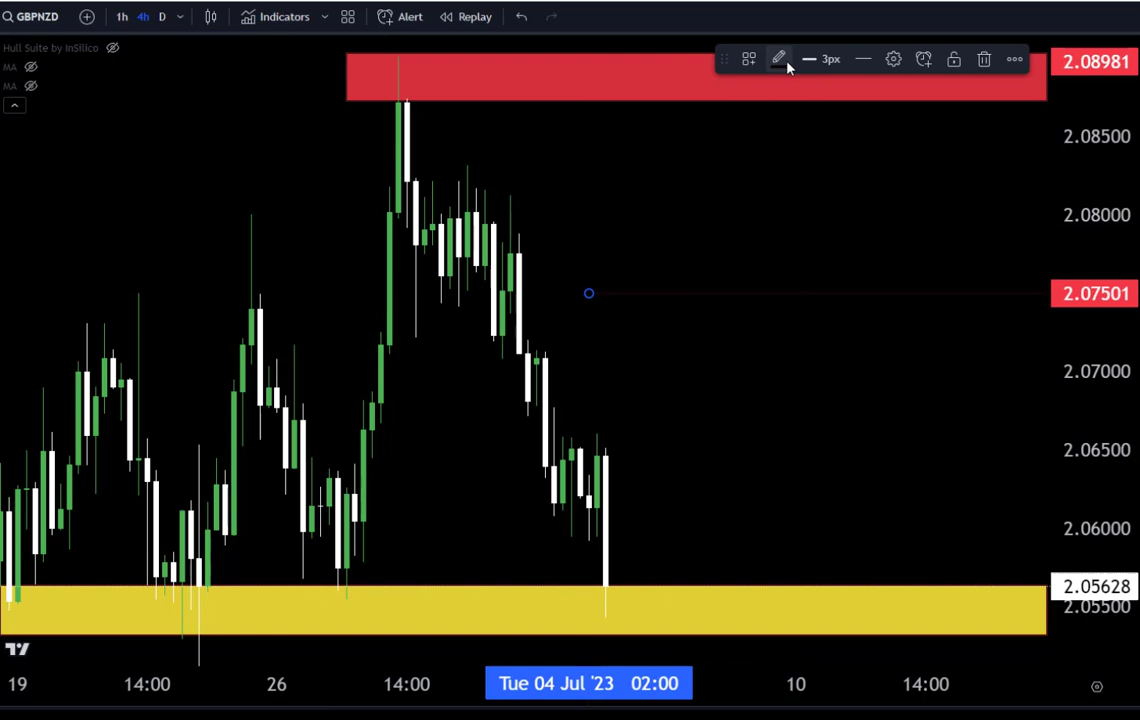 GBPNZD 1h 4h D Indicators Alert Replay
Hull Suite by InSilico
MA
MA
3px
2.08981
2.08500
2.08000
2.07501
2.07000
2.06500
2.06000
2.05628
2.05500
19 14:00 26 14:00 Tue 04 Jul '23 02:00 10 14:00